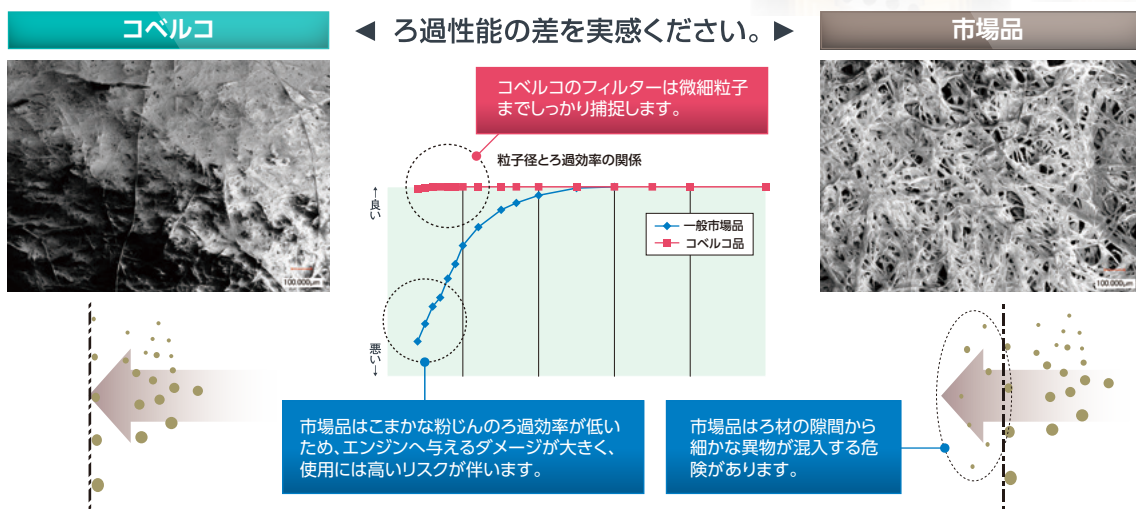 コベルコ
◀ ろ過性能の差を実感ください。 ▶
市場品
コベルコのフィルターは微細粒子
までしっかり捕捉します。
粒子径とろ過効率の関係
↑良い
悪い↓
一般市場品
コベルコ品
100.000μm
100.000μm
市場品はこまかな粉じんのろ過効率が低い
ため、エンジンへ与えるダメージが大きく、
使用には高いリスクが伴います。
市場品はろ材の隙間から
細かな異物が混入する危
険があります。